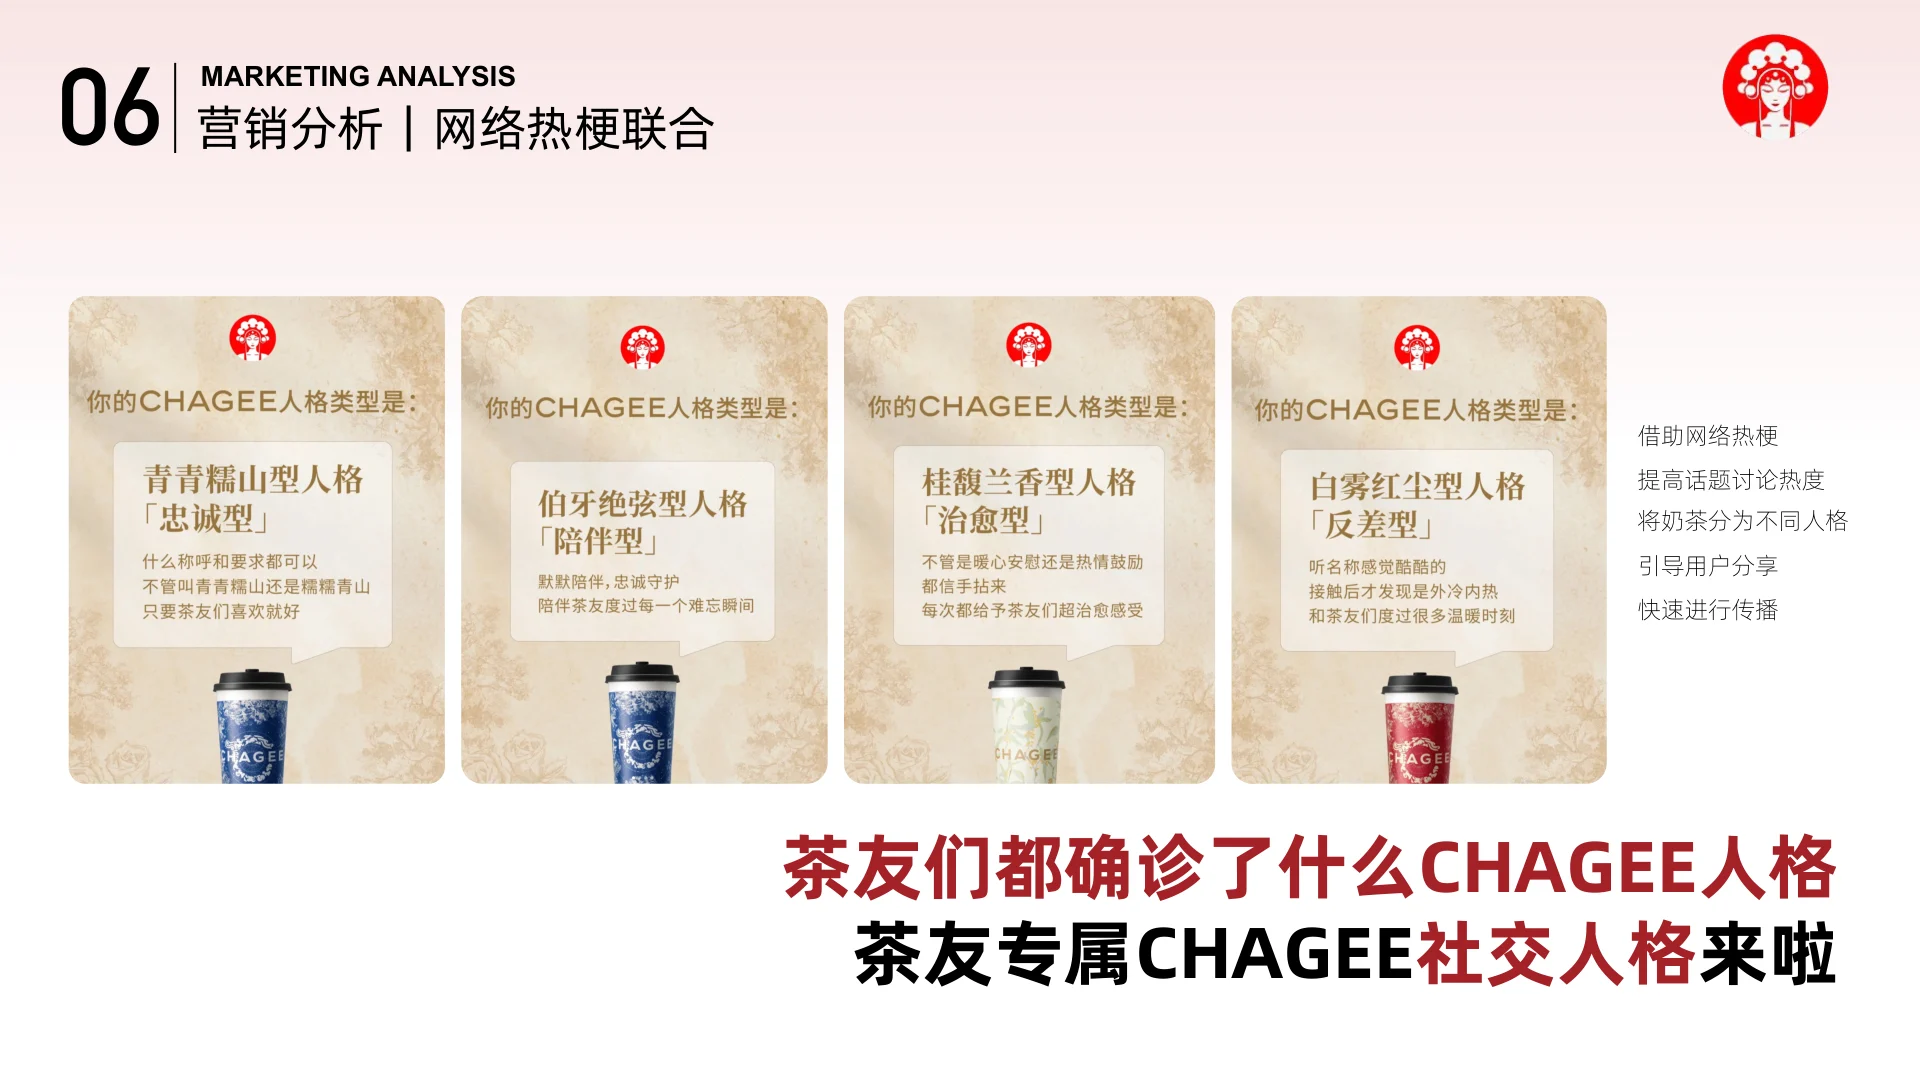 06
MARKETING ANALYSIS
营销分析｜网络热梗联合
你的CHAGEE人格类型是：
青青糯山型人格
「忠诚型」
什么称呼和要求都可以
不管叫青青糯山还是糯糯青山
只要茶友们喜欢就好
CHAGEE
你的CHAGEE人格类型是：
伯牙绝弦型人格
「陪伴型」
默默陪伴，忠诚守护
陪伴茶友度过每一个难忘瞬间
CHAGEE
你的CHAGEE人格类型是：
桂馥兰香型人格
「治愈型」
不管是暖心安慰还是热情鼓励
都信手拈来
每次都给予茶友们超治愈感受
CHAGEE
你的CHAGEE人格类型是：
白雾红尘型人格
「反差型」
听名称感觉酷酷的
接触后才发现是外冷内热
和茶友们度过很多温暖时刻
CHAGEE
借助网络热梗
提高话题讨论热度
将奶茶分为不同人格
引导用户分享
快速进行传播
茶友们都确诊了什么CHAGEE人格
茶友专属CHAGEE社交人格来啦